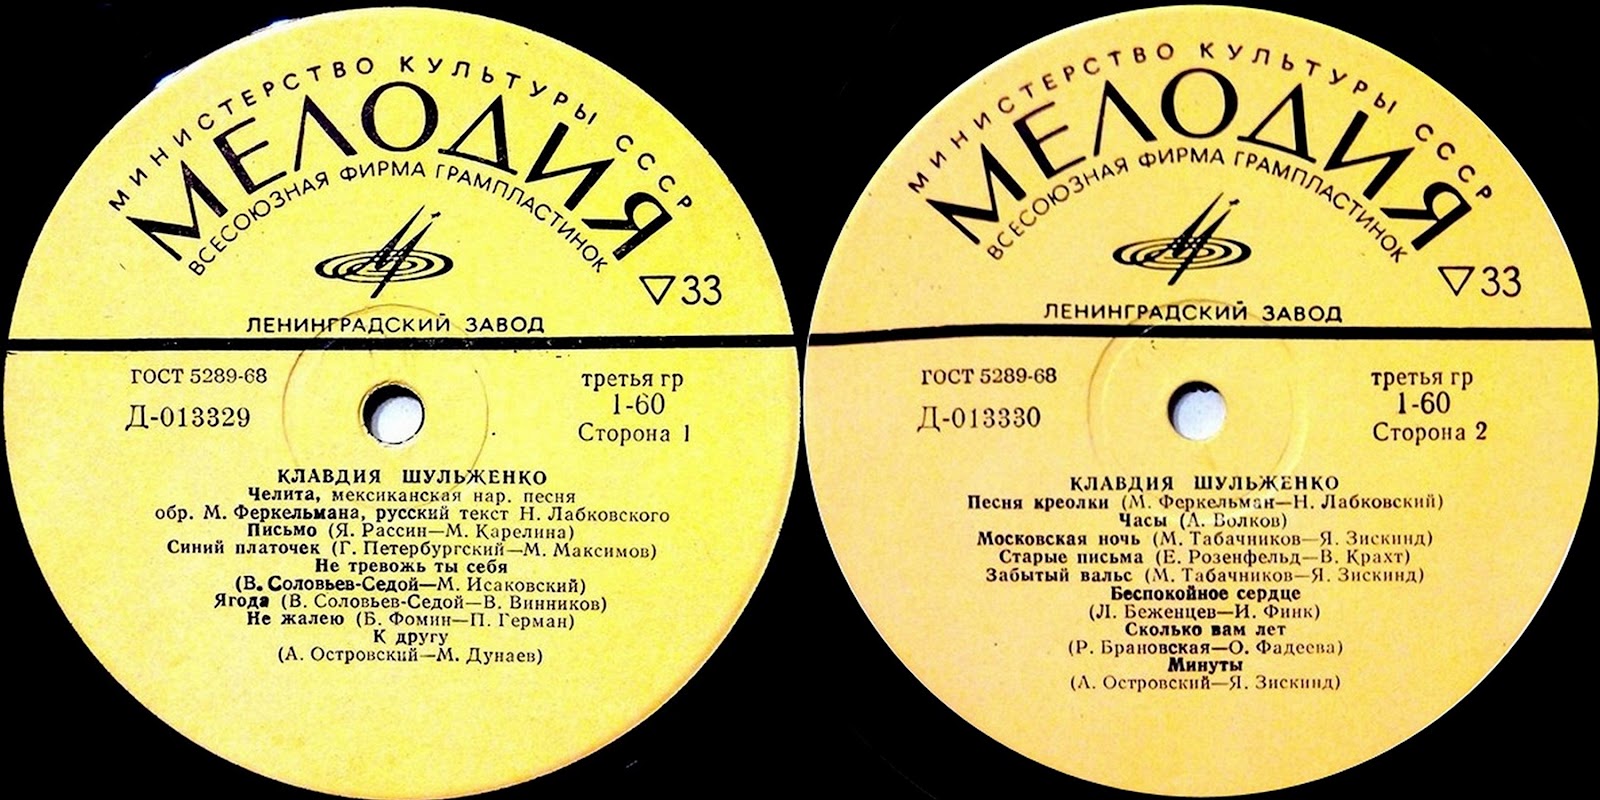 МИНИСТЕРСТВО КУЛЬТУРЫ СССР
МЕЛОДИЯ
ВСЕСОЮЗНАЯ ФИРМА ГРАМПЛАСТИНОК
33
ЛЕНИНГРАДСКИЙ ЗАВОД
ГОСТ 5289-68
Д-013329
третья гр
1-60
Сторона 1
КЛАВДИЯ ШУЛЬЖЕНКО
Челита, мексиканская нар. песня
обр. М. Феркельмана, русский текст Н. Лабковского
Письмо (Я. Рассин—М. Карелина)
Синий платочек (Г. Петербургский—М. Максимов)
Не тревожь ты себя
(В. Соловьев-Седой—М. Исаковский)
Ягода (В. Соловьев-Седой—В. Винников)
Не жалею (Б. Фомин—П. Герман)
К другу
(А. Островский—М. Дунаев)
МИНИСТЕРСТВО КУЛЬТУРЫ СССР
МЕЛОДИЯ
ВСЕСОЮЗНАЯ ФИРМА ГРАМПЛАСТИНОК
33
ЛЕНИНГРАДСКИЙ ЗАВОД
ГОСТ 5289-68
Д-013330
третья гр
1-60
Сторона 2
КЛАВДИЯ ШУЛЬЖЕНКО
Песня креолки (М. Феркельман—Н. Лабковский)
Часы (А. Волков)
Московская ночь (М. Табачников—Я. Зискинд)
Старые письма (Е. Розенфельд—В. Крахт)
Забытый вальс (М. Табачников—Я. Зискинд)
Беспокойное сердце
(Л. Беженцев—И. Финк)
Сколько вам лет
(Р. Брановская—О. Фадеева)
Минуты
(А. Островский—Я. Зискинд)